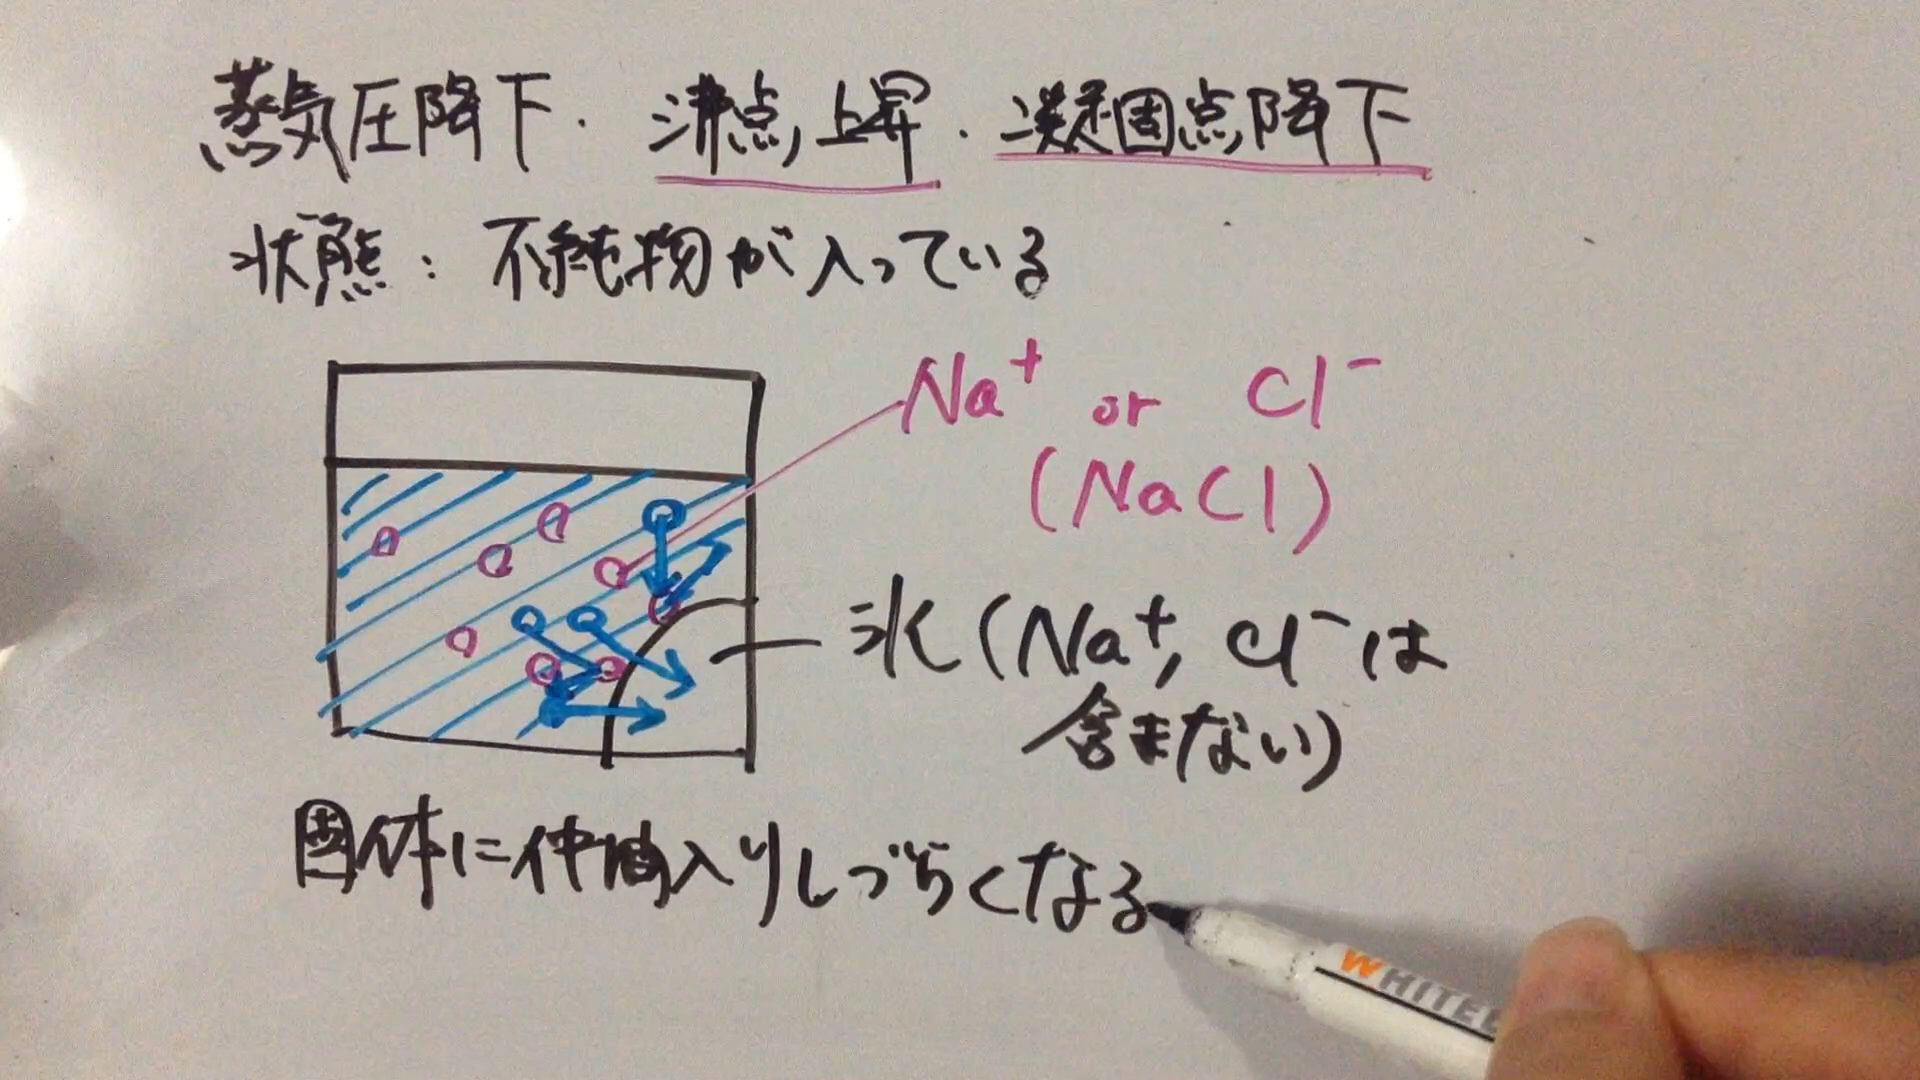 蒸気圧降下・沸点上昇・凝固点降下
状態：不純物が入っている
Na⁺ or Cl⁻
(NaCl)
氷(Na⁺, Cl⁻は
含まない)
固体に仲間入りしづらくなる
WHITE